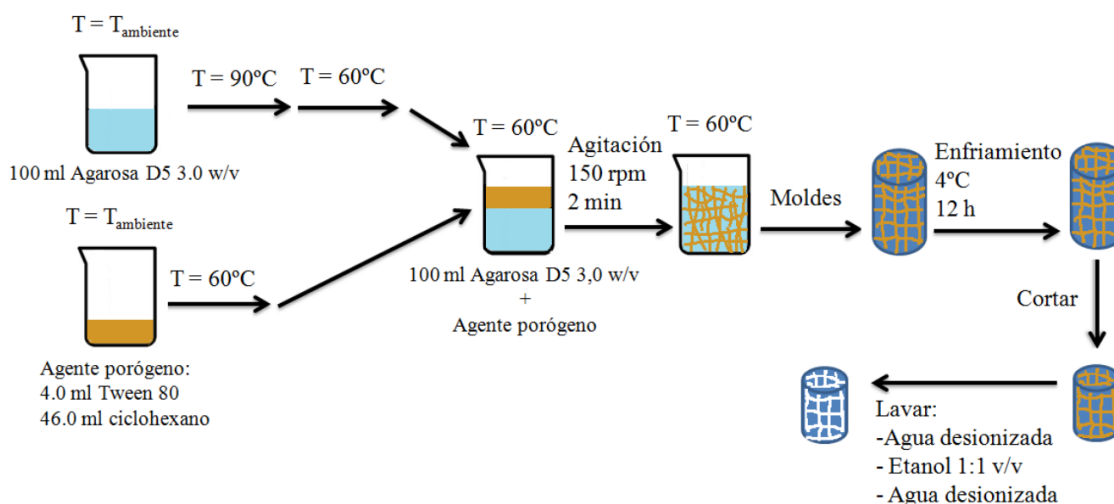 T = Tambiente
T = 90ºC
T = 60ºC
100 ml Agarosa D5 3.0 w/v
T = Tambiente
T = 60ºC
Agente porógeno:
4.0 ml Tween 80
46.0 ml ciclohexano
T = 60ºC
100 ml Agarosa D5 3,0 w/v
+
Agente porógeno
Agitación
150 rpm
2 min
T = 60ºC
Moldes
Enfriamiento
4ºC
12 h
Cortar
Lavar:
-Agua desionizada
- Etanol 1:1 v/v
- Agua desionizada